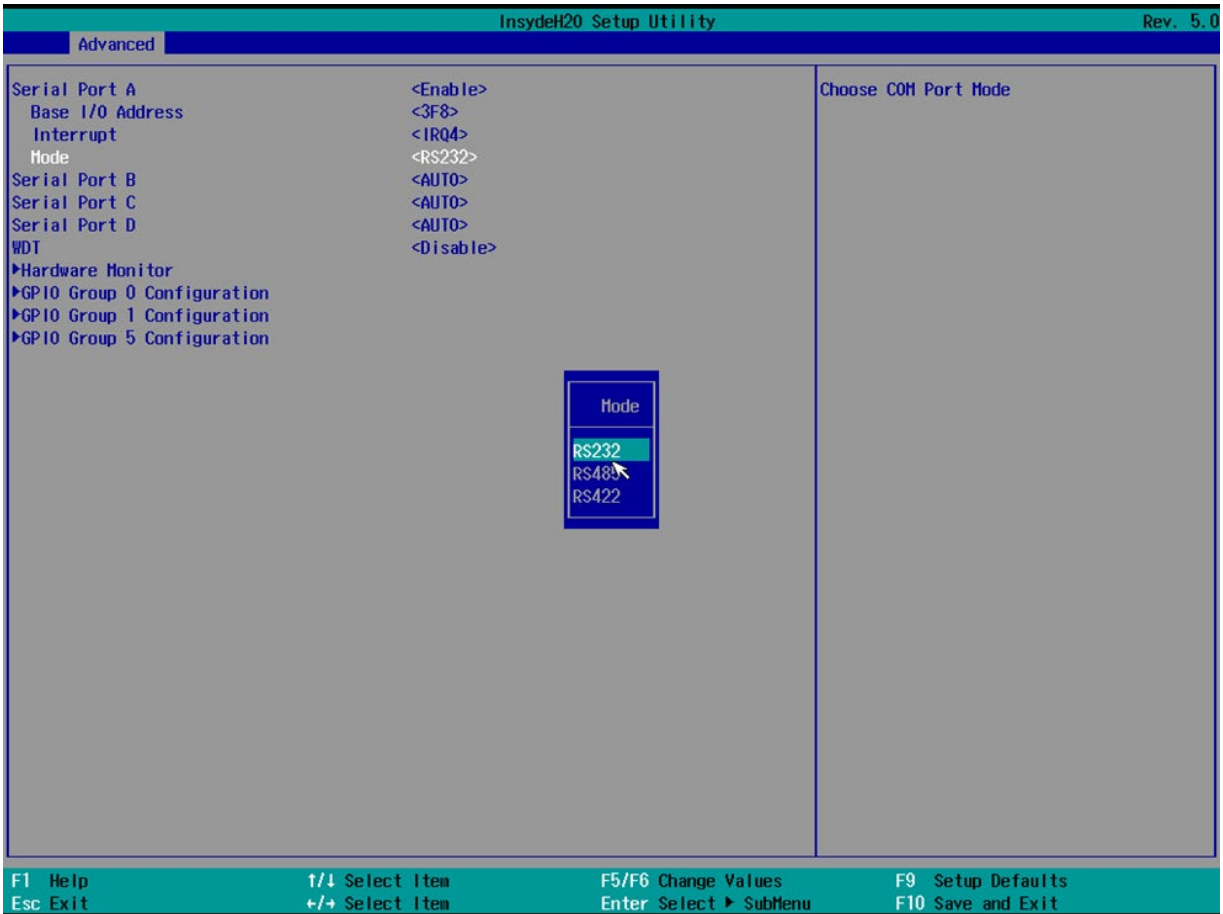 InsydeH2O Setup Utility Rev. 5.0
Advanced
Serial Port A <Enable>
Base I/O Address <3F8>
Interrupt <IRQ4>
Mode <RS232>
Serial Port B <AUTO>
Serial Port C <AUTO>
Serial Port D <AUTO>
WDT <Disable>
▶Hardware Monitor
▶GPIO Group 0 Configuration
▶GPIO Group 1 Configuration
▶GPIO Group 5 Configuration
Choose COM Port Mode
Mode
RS232
RS485
RS422
F1 Help ↑/↓ Select Item F5/F6 Change Values F9 Setup Defaults
Esc Exit ←/→ Select Item Enter Select ▶ SubMenu F10 Save and Exit